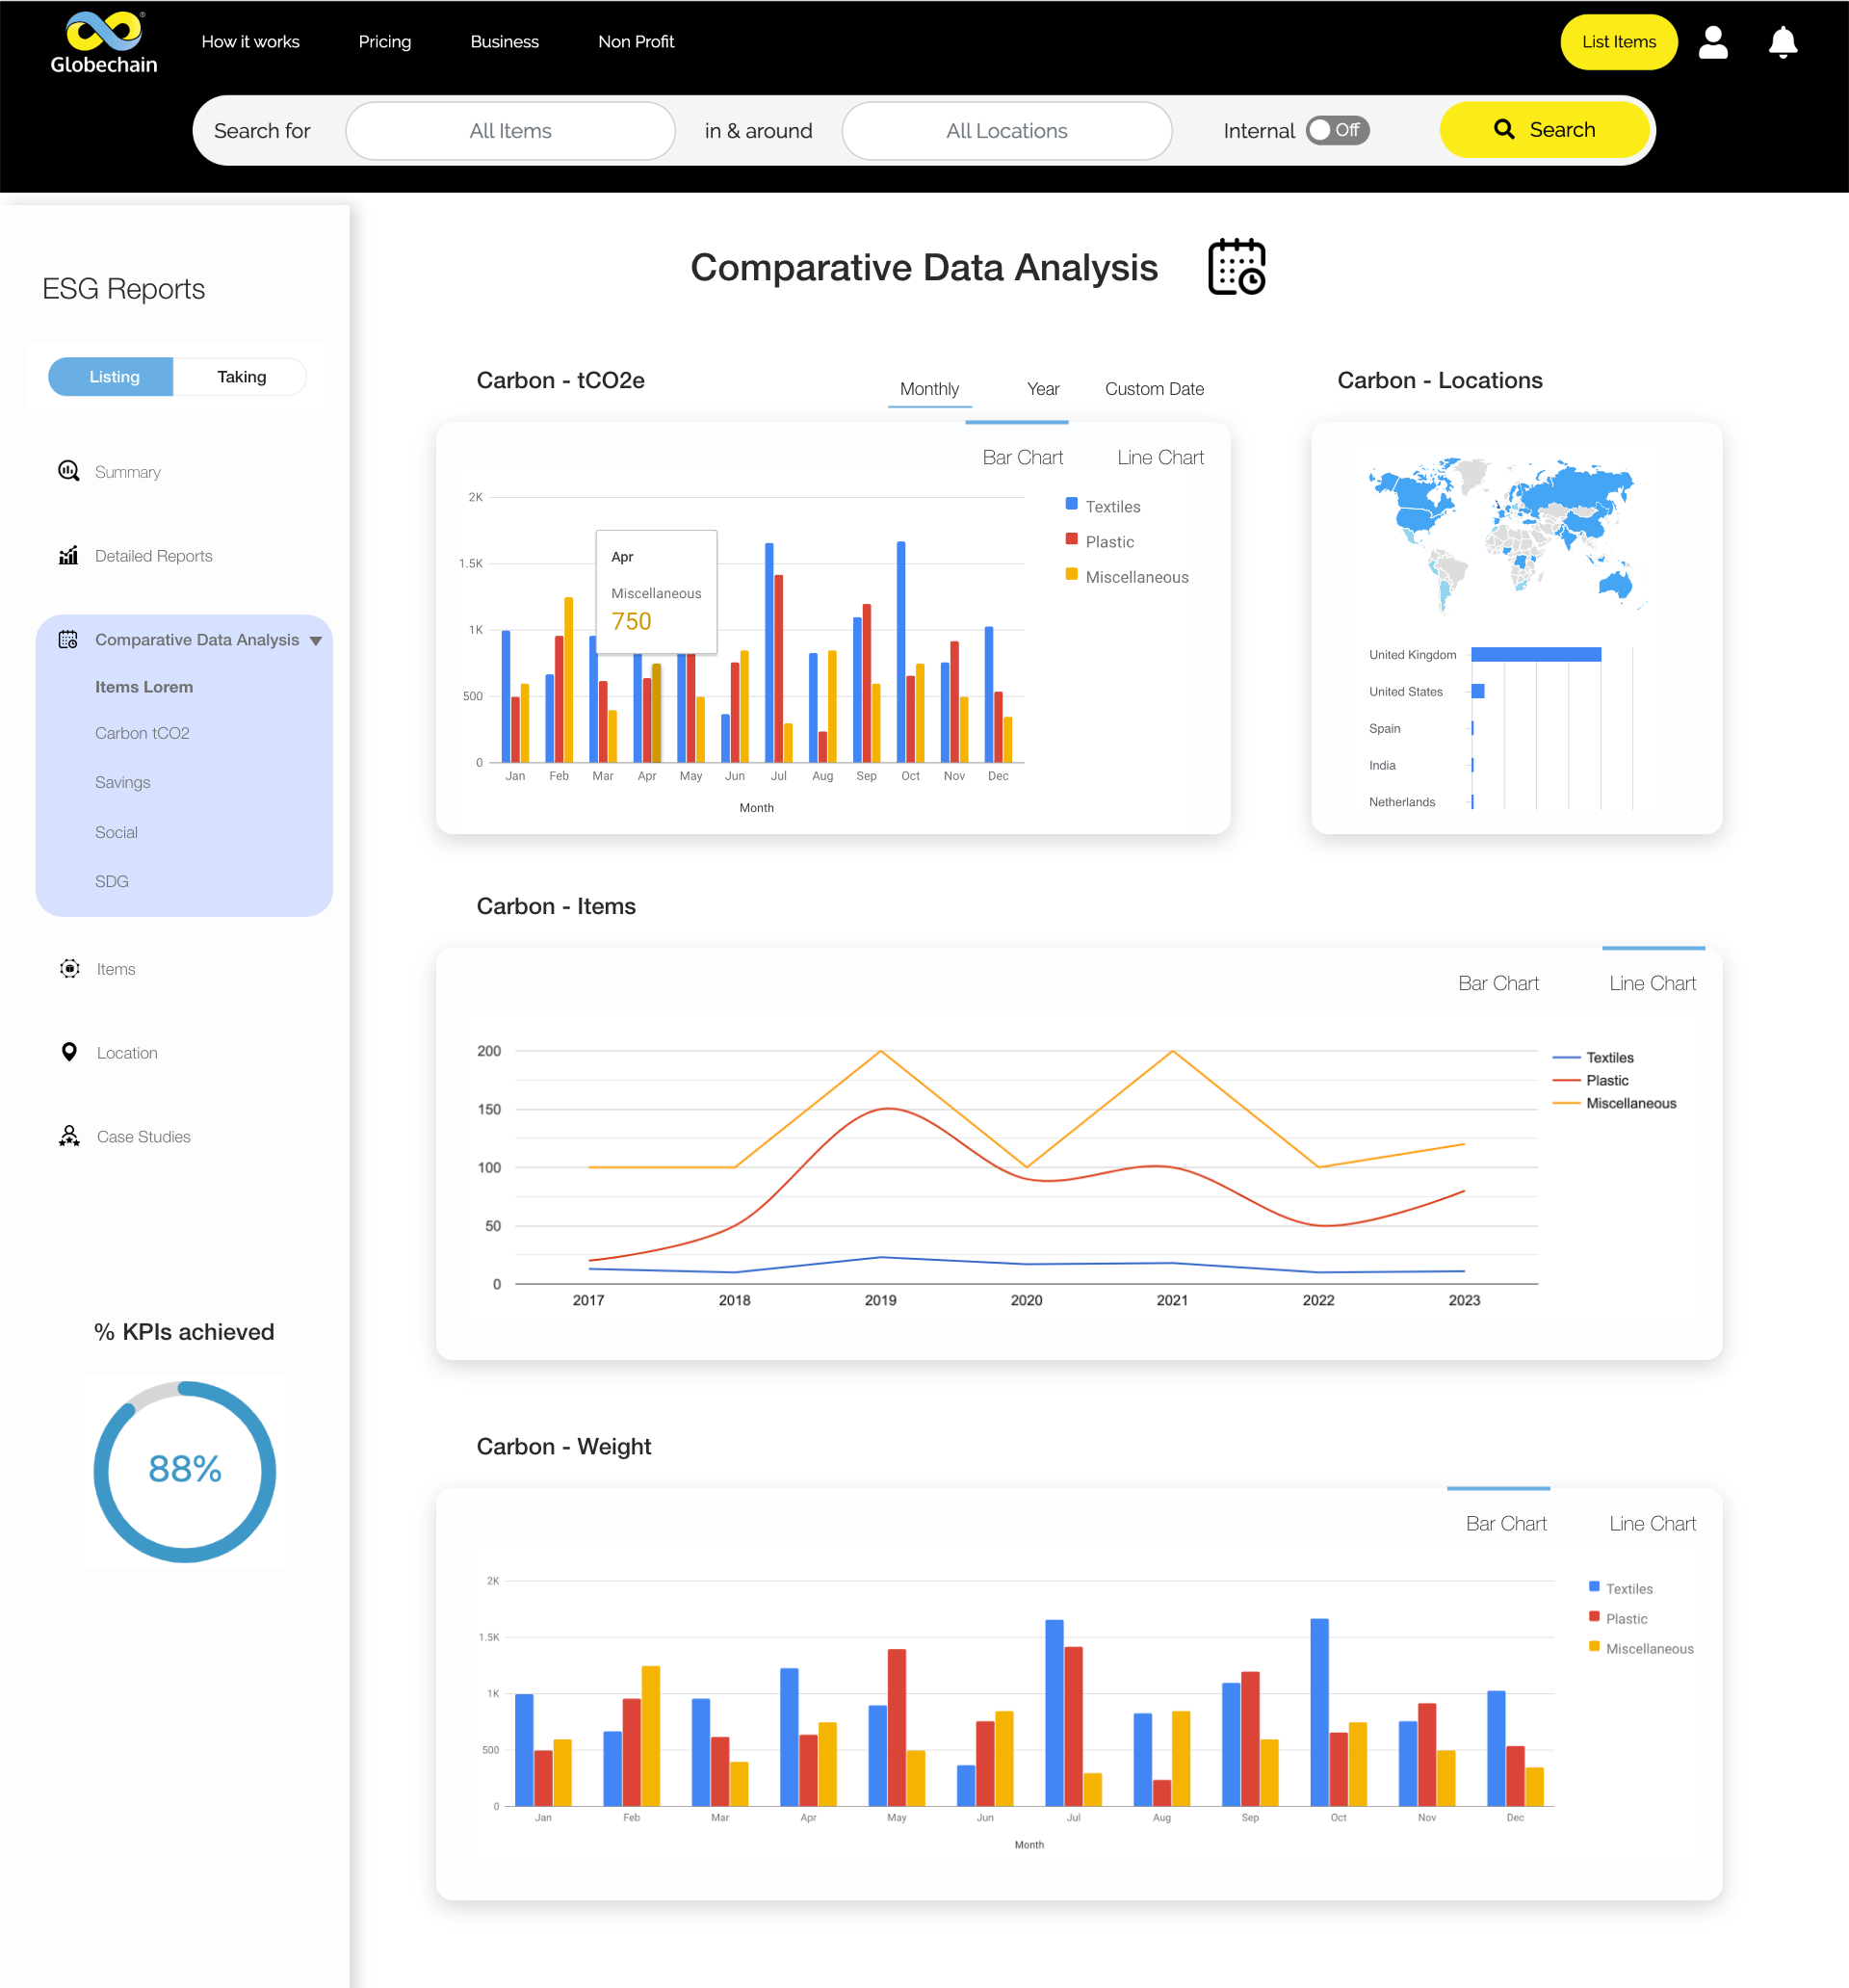 Globechain
®
How it works
Pricing
Business
Non Profit
List Items
Search for
All Items
in & around
All Locations
Internal
Off
Search
ESG Reports
Listing
Taking
Summary
Detailed Reports
Comparative Data Analysis
Items Lorem
Carbon tCO2
Savings
Social
SDG
Items
Location
Case Studies
% KPIs achieved
88%
Comparative Data Analysis
Carbon - tCO2e
Monthly
Year
Custom Date
Bar Chart
Line Chart
2K
1.5K
1K
500
0
Apr
Miscellaneous
750
Textiles
Plastic
Miscellaneous
Jan
Feb
Mar
Apr
May
Jun
Jul
Aug
Sep
Oct
Nov
Dec
Month
Carbon - Locations
United Kingdom
United States
Spain
India
Netherlands
Carbon - Items
Bar Chart
Line Chart
200
150
100
50
0
Textiles
Plastic
Miscellaneous
2017
2018
2019
2020
2021
2022
2023
Carbon - Weight
Bar Chart
Line Chart
2K
1.5K
1K
500
0
Textiles
Plastic
Miscellaneous
Jan
Feb
Mar
Apr
May
Jun
Jul
Aug
Sep
Oct
Nov
Dec
Month